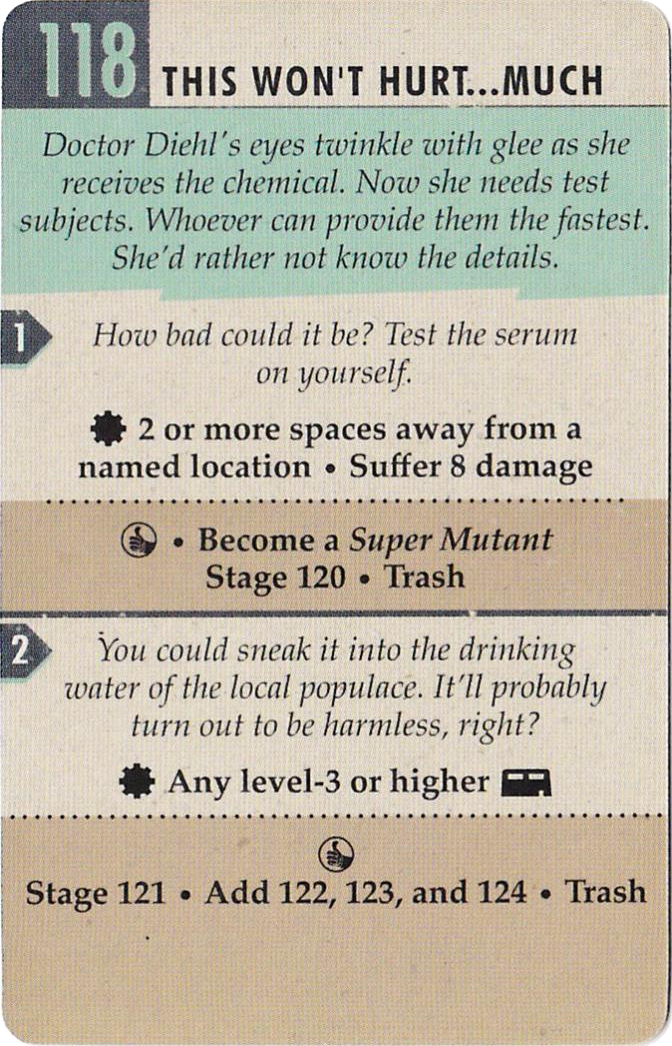 118 THIS WON'T HURT...MUCH
Doctor Diehl's eyes twinkle with glee as she
receives the chemical. Now she needs test
subjects. Whoever can provide them the fastest.
She'd rather not know the details.
1
How bad could it be? Test the serum
on yourself.
2 or more spaces away from a
named location • Suffer 8 damage
• Become a Super Mutant
Stage 120 • Trash
2
You could sneak it into the drinking
water of the local populace. It'll probably
turn out to be harmless, right?
Any level-3 or higher
Stage 121 • Add 122, 123, and 124 • Trash